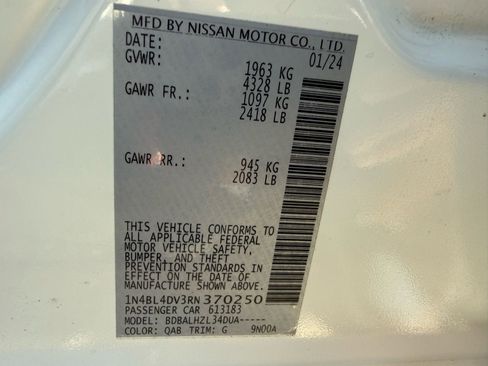 MFD BY NISSAN MOTOR CO., LTD.
DATE: 01/24
GVWR: 1963 KG
4328 LB
GAWR FR.: 1097 KG
2418 LB
GAWR RR.: 945 KG
2083 LB
THIS VEHICLE CONFORMS TO
ALL APPLICABLE FEDERAL
MOTOR VEHICLE SAFETY,
BUMPER, AND THEFT
PREVENTION STANDARDS IN
EFFECT ON THE DATE OF
MANUFACTURE SHOWN ABOVE.
1N4BL4DV3RN370250
PASSENGER CAR 613183
MODEL: BDBALHZL34DUA-----
COLOR: QAB TRIM: G 9N00A